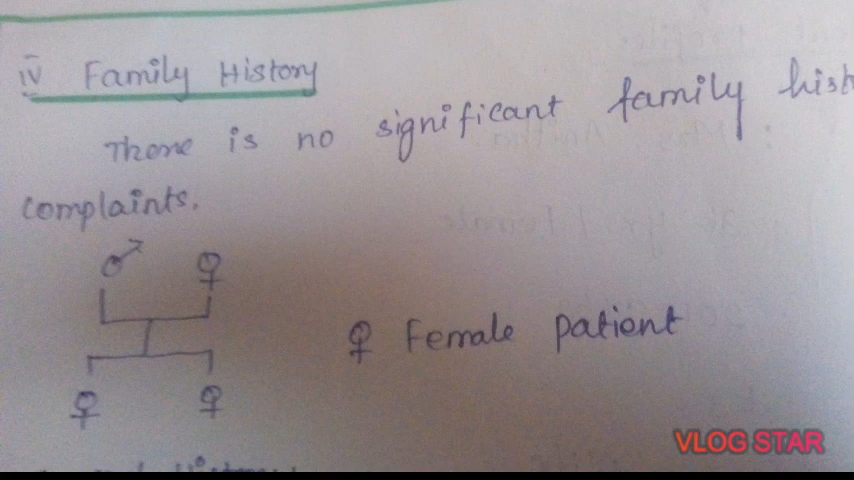 iv Family History
There is no significant family hist
complaints.
♂ ♀
♀ Female patient
♀ ♀
VLOG STAR